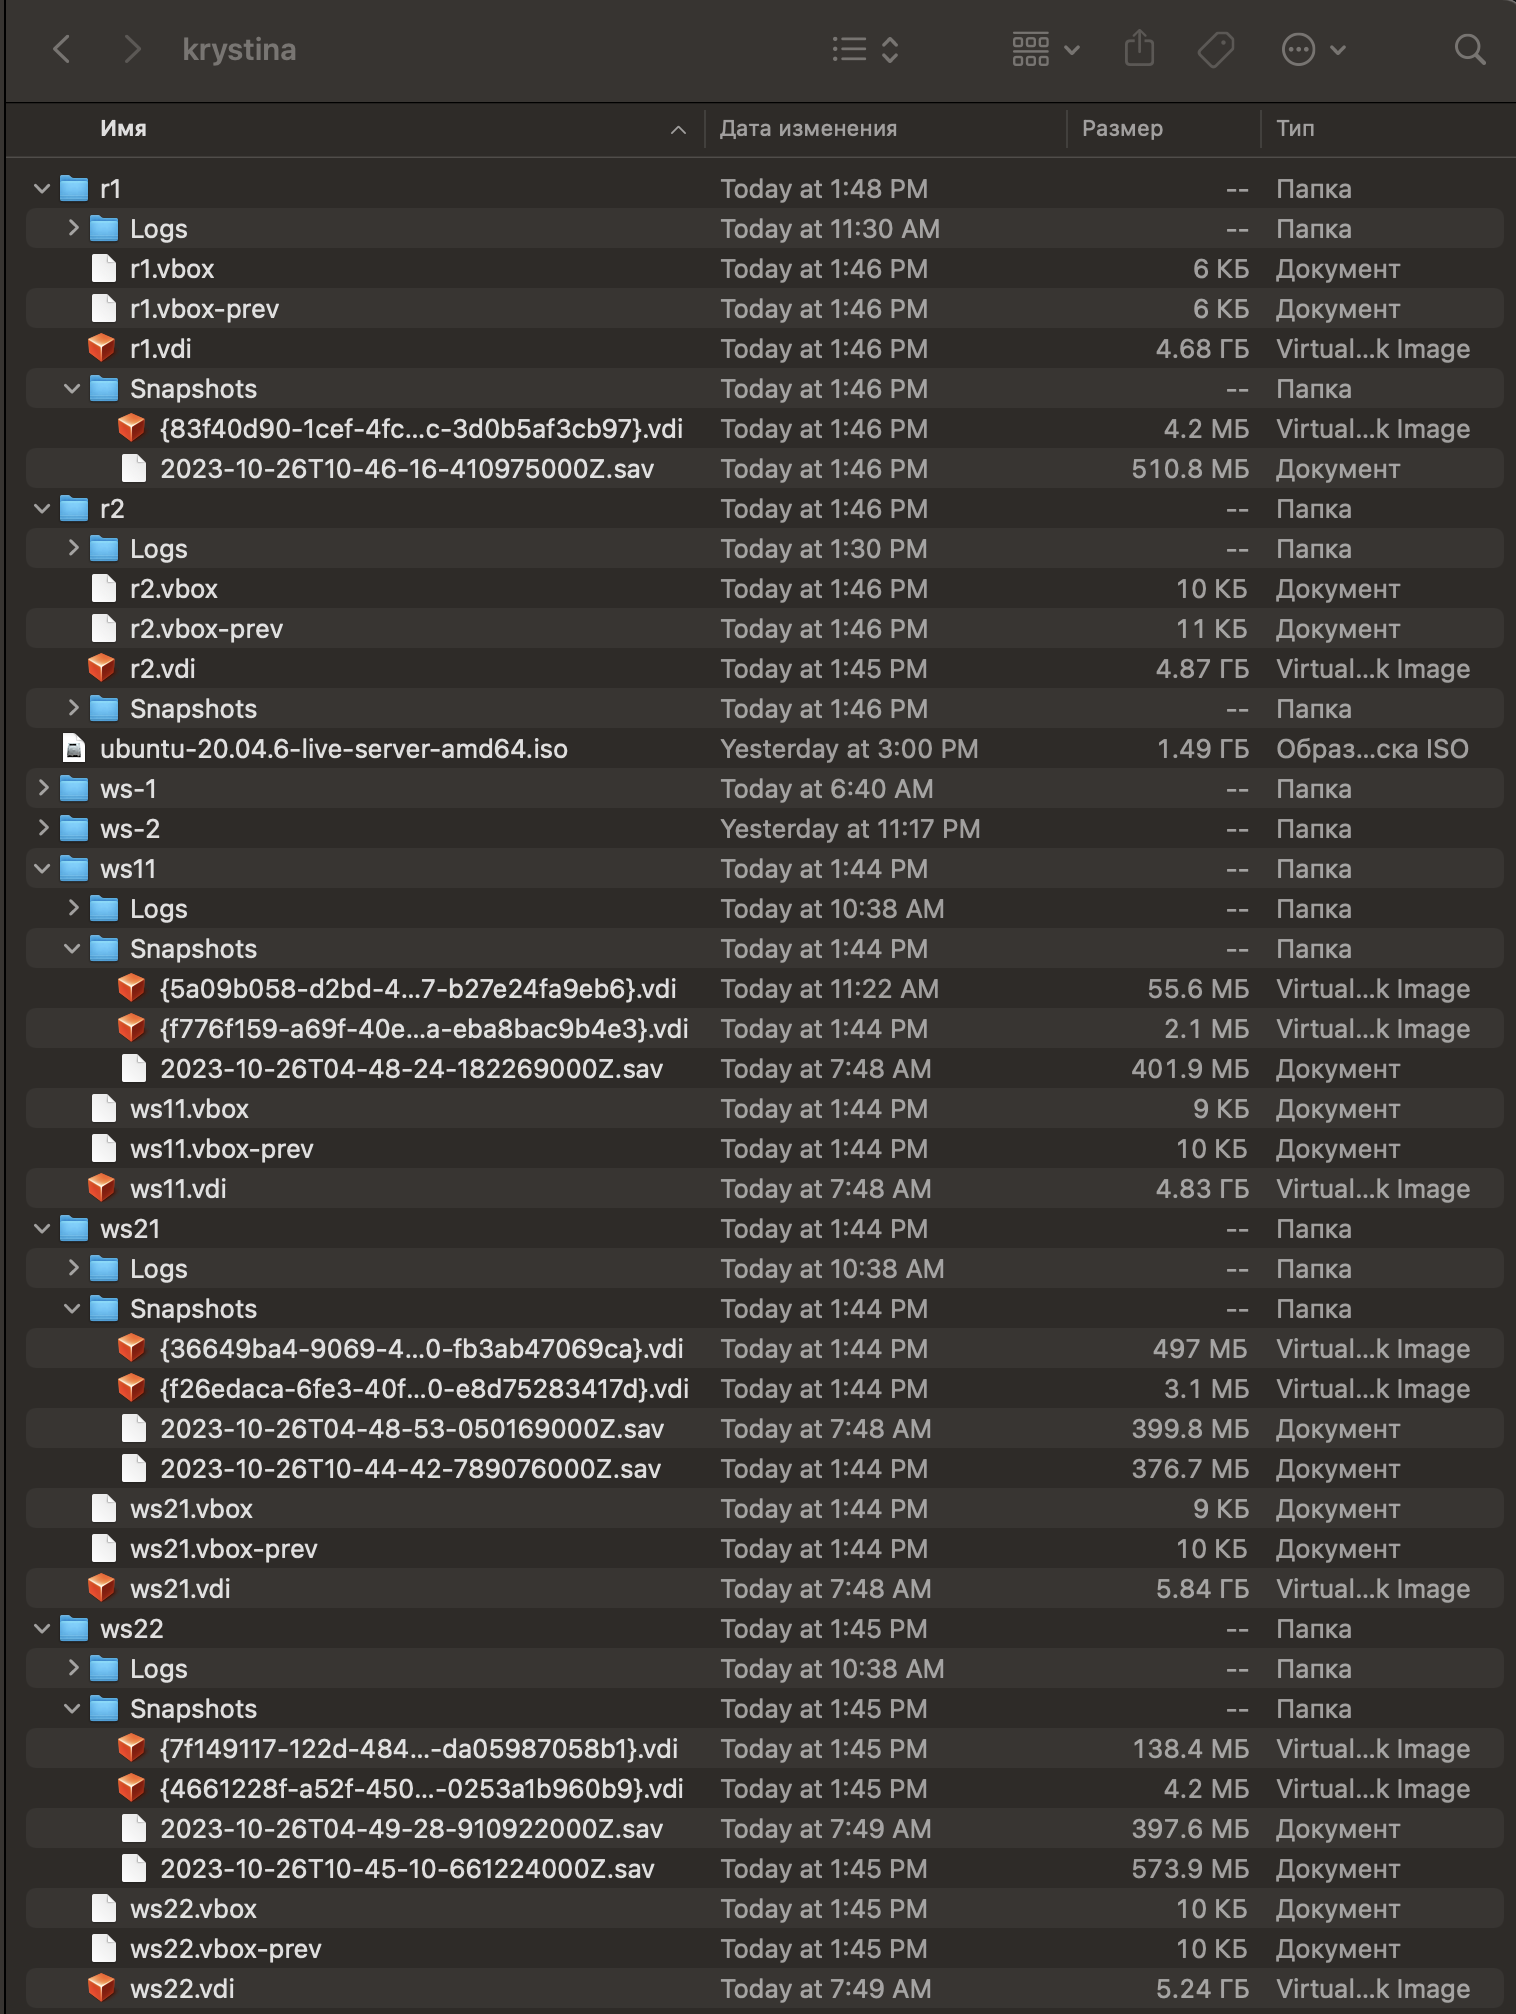 krystina
Имя Дата изменения Размер Тип
r1 Today at 1:48 PM -- Папка
Logs Today at 11:30 AM -- Папка
r1.vbox Today at 1:46 PM 6 КБ Документ
r1.vbox-prev Today at 1:46 PM 6 КБ Документ
r1.vdi Today at 1:46 PM 4.68 ГБ Virtual...k Image
Snapshots Today at 1:46 PM -- Папка
{83f40d90-1cef-4fc...c-3d0b5af3cb97}.vdi Today at 1:46 PM 4.2 МБ Virtual...k Image
2023-10-26T10-46-16-410975000Z.sav Today at 1:46 PM 510.8 МБ Документ
r2 Today at 1:46 PM -- Папка
Logs Today at 1:30 PM -- Папка
r2.vbox Today at 1:46 PM 10 КБ Документ
r2.vbox-prev Today at 1:46 PM 11 КБ Документ
r2.vdi Today at 1:45 PM 4.87 ГБ Virtual...k Image
Snapshots Today at 1:46 PM -- Папка
ubuntu-20.04.6-live-server-amd64.iso Yesterday at 3:00 PM 1.49 ГБ Образ...ска ISO
ws-1 Today at 6:40 AM -- Папка
ws-2 Yesterday at 11:17 PM -- Папка
ws11 Today at 1:44 PM -- Папка
Logs Today at 10:38 AM -- Папка
Snapshots Today at 1:44 PM -- Папка
{5a09b058-d2bd-4...7-b27e24fa9eb6}.vdi Today at 11:22 AM 55.6 МБ Virtual...k Image
{f776f159-a69f-40e...a-eba8bac9b4e3}.vdi Today at 1:44 PM 2.1 МБ Virtual...k Image
2023-10-26T04-48-24-182269000Z.sav Today at 7:48 AM 401.9 МБ Документ
ws11.vbox Today at 1:44 PM 9 КБ Документ
ws11.vbox-prev Today at 1:44 PM 10 КБ Документ
ws11.vdi Today at 7:48 AM 4.83 ГБ Virtual...k Image
ws21 Today at 1:44 PM -- Папка
Logs Today at 10:38 AM -- Папка
Snapshots Today at 1:44 PM -- Папка
{36649ba4-9069-4...0-fb3ab47069ca}.vdi Today at 1:44 PM 497 МБ Virtual...k Image
{f26edaca-6fe3-40f...0-e8d75283417d}.vdi Today at 1:44 PM 3.1 МБ Virtual...k Image
2023-10-26T04-48-53-050169000Z.sav Today at 7:48 AM 399.8 МБ Документ
2023-10-26T10-44-42-789076000Z.sav Today at 1:44 PM 376.7 МБ Документ
ws21.vbox Today at 1:44 PM 9 КБ Документ
ws21.vbox-prev Today at 1:44 PM 10 КБ Документ
ws21.vdi Today at 7:48 AM 5.84 ГБ Virtual...k Image
ws22 Today at 1:45 PM -- Папка
Logs Today at 10:38 AM -- Папка
Snapshots Today at 1:45 PM -- Папка
{7f149117-122d-484...-da05987058b1}.vdi Today at 1:45 PM 138.4 МБ Virtual...k Image
{4661228f-a52f-450...-0253a1b960b9}.vdi Today at 1:45 PM 4.2 МБ Virtual...k Image
2023-10-26T04-49-28-910922000Z.sav Today at 7:49 AM 397.6 МБ Документ
2023-10-26T10-45-10-661224000Z.sav Today at 1:45 PM 573.9 МБ Документ
ws22.vbox Today at 1:45 PM 10 КБ Документ
ws22.vbox-prev Today at 1:45 PM 10 КБ Документ
ws22.vdi Today at 7:49 AM 5.24 ГБ Virtual...k Image